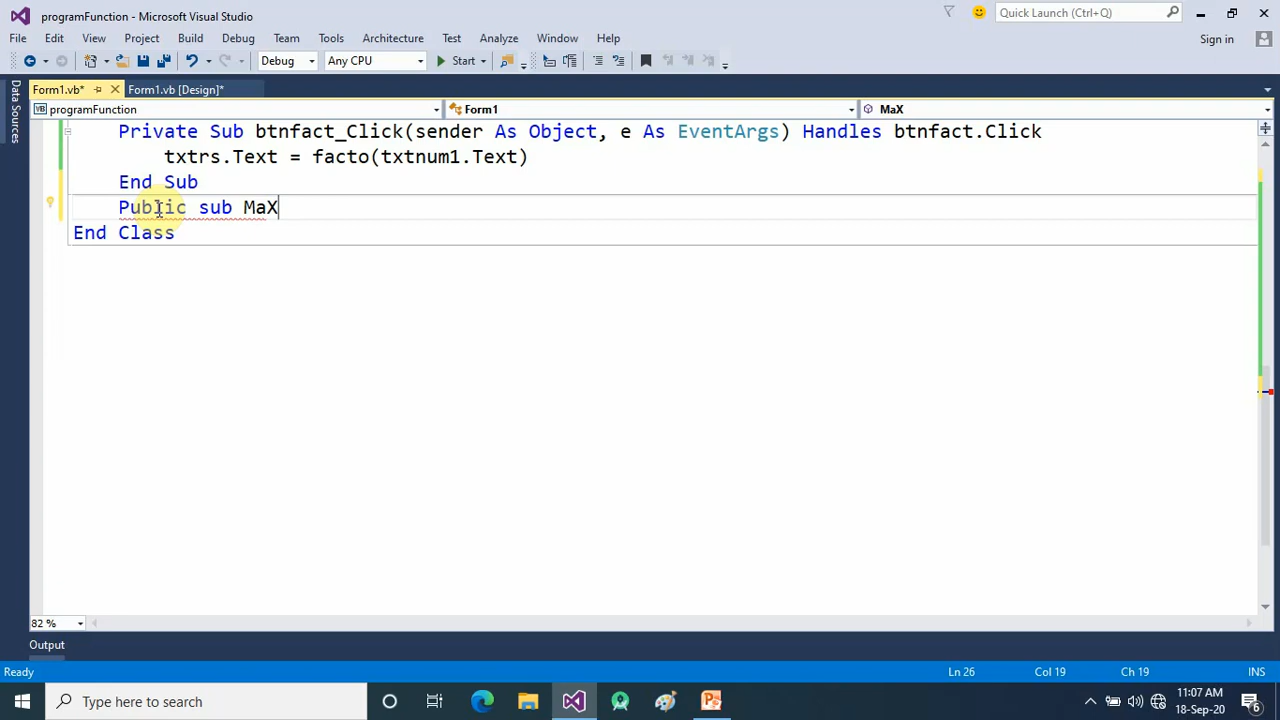 programFunction - Microsoft Visual Studio
Quick Launch (Ctrl+Q)
File Edit View Project Build Debug Team Tools Architecture Test Analyze Window Help
Sign in
Debug Any CPU Start
Data Sources
Form1.vb* Form1.vb [Design]*
VB programFunction Form1 MaX
Private Sub btnfact_Click(sender As Object, e As EventArgs) Handles btnfact.Click
txtrs.Text = facto(txtnum1.Text)
End Sub
Public sub MaX
End Class
82 %
Output
Ready Ln 26 Col 19 Ch 19 INS
Type here to search
11:07 AM
18-Sep-20
6